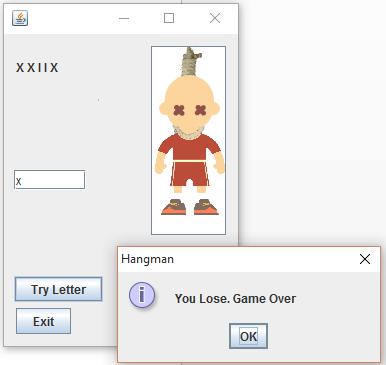 X X I I X
x
Try Letter
Exit
Hangman
You Lose. Game Over
OK